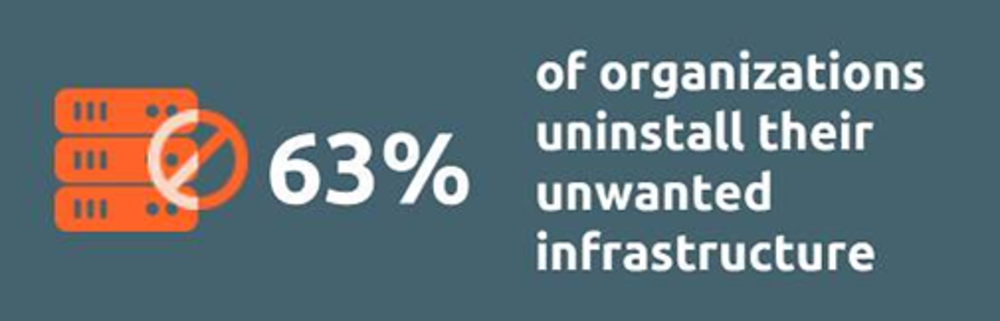 63%
of organizations
uninstall their
unwanted
infrastructure